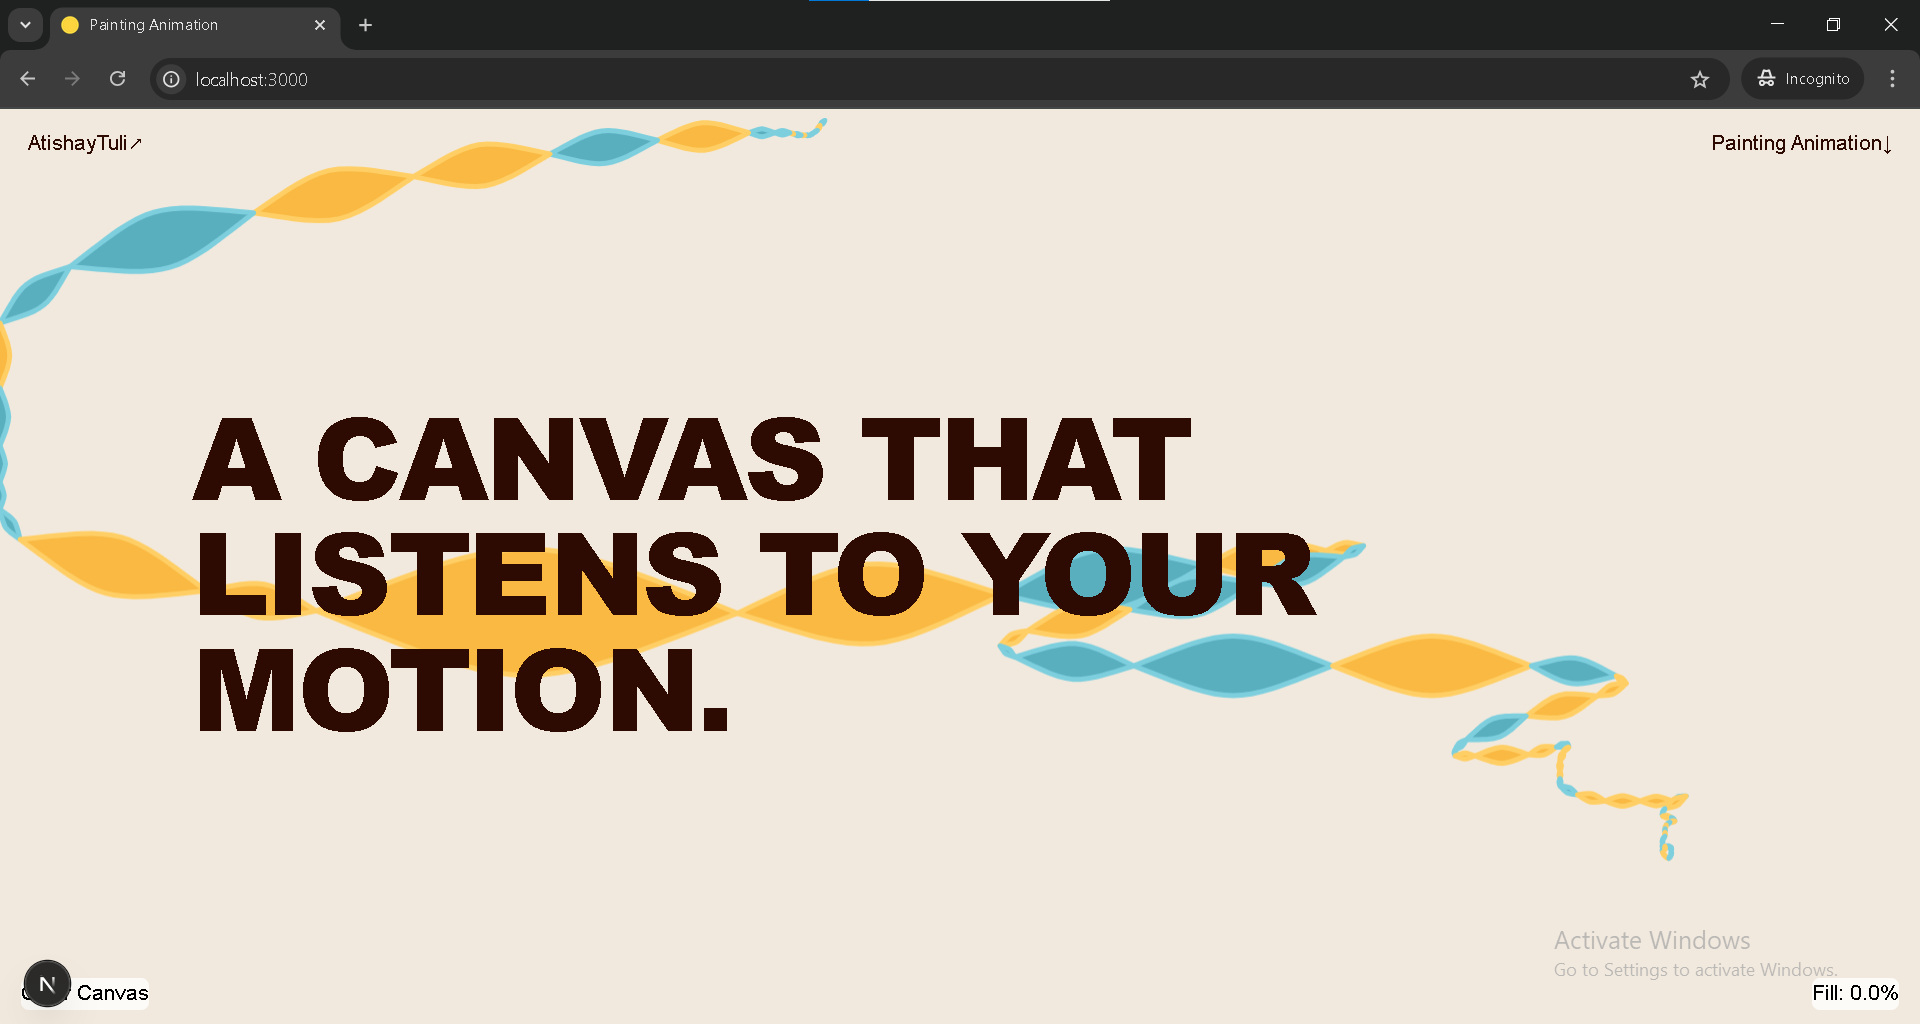 Painting Animation
localhost:3000
Incognito
AtishayTuli↗
Painting Animation↓
A CANVAS THAT
LISTENS TO YOUR
MOTION.
Activate Windows
Go to Settings to activate Windows.
N
Canvas
Fill: 0.0%